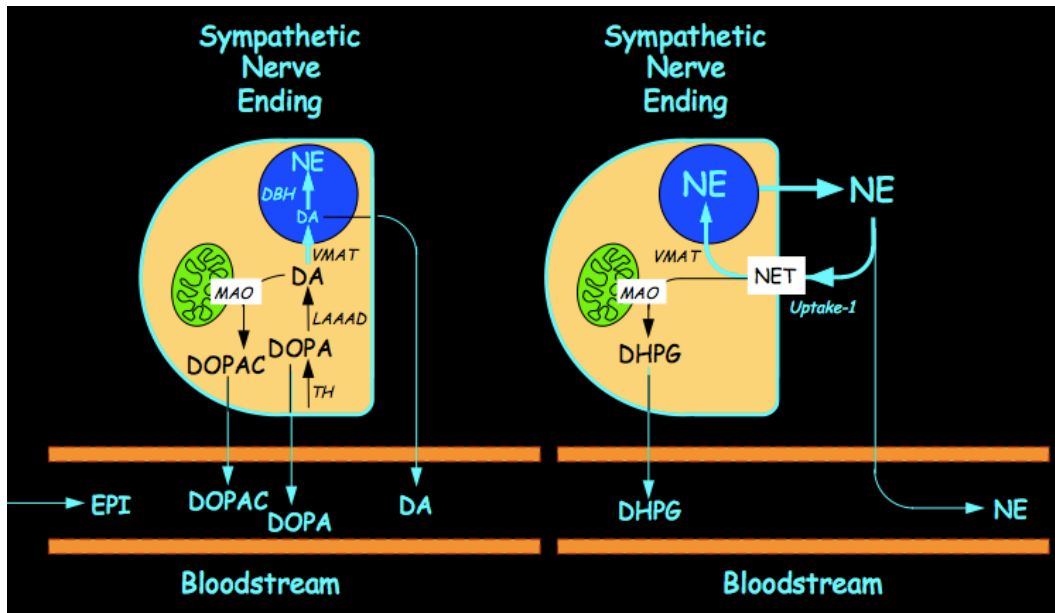 Sympathetic
Nerve
Ending
NE
DBH
DA
VMAT
DA
MAO
LAAAD
DOPAC
DOPA
TH
EPI
DOPAC
DOPA
DA
Bloodstream
Sympathetic
Nerve
Ending
NE
NE
VMAT
NET
MAO
Uptake-1
DHPG
DHPG
NE
Bloodstream